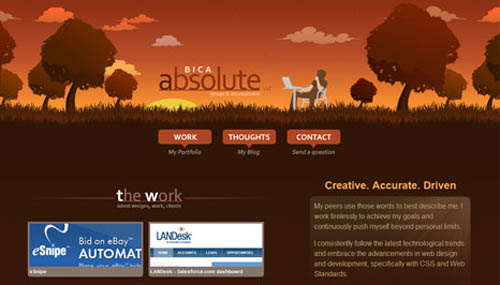 BICA
absolute LLC
design & development
WORK
THOUGHTS
CONTACT
My Portfolio
My Blog
Send a question
the work
latest designs, work, clients
eSnipe
Bid on eBay
AUTOMAT
Place your eBay bids
eSnipe
LANDesk
HOME ACCOUNTS LEADS OPPORTUNITIES
LANDesk - Salesforce.com dashboard
Creative. Accurate. Driven
My peers use those words to best describe me. I
work tirelessly to achieve my goals and
continuously push myself beyond personal limits.
I consistently follow the latest technological trends
and embrace the advancements in web design
and development, specifically with CSS and Web
Standards.